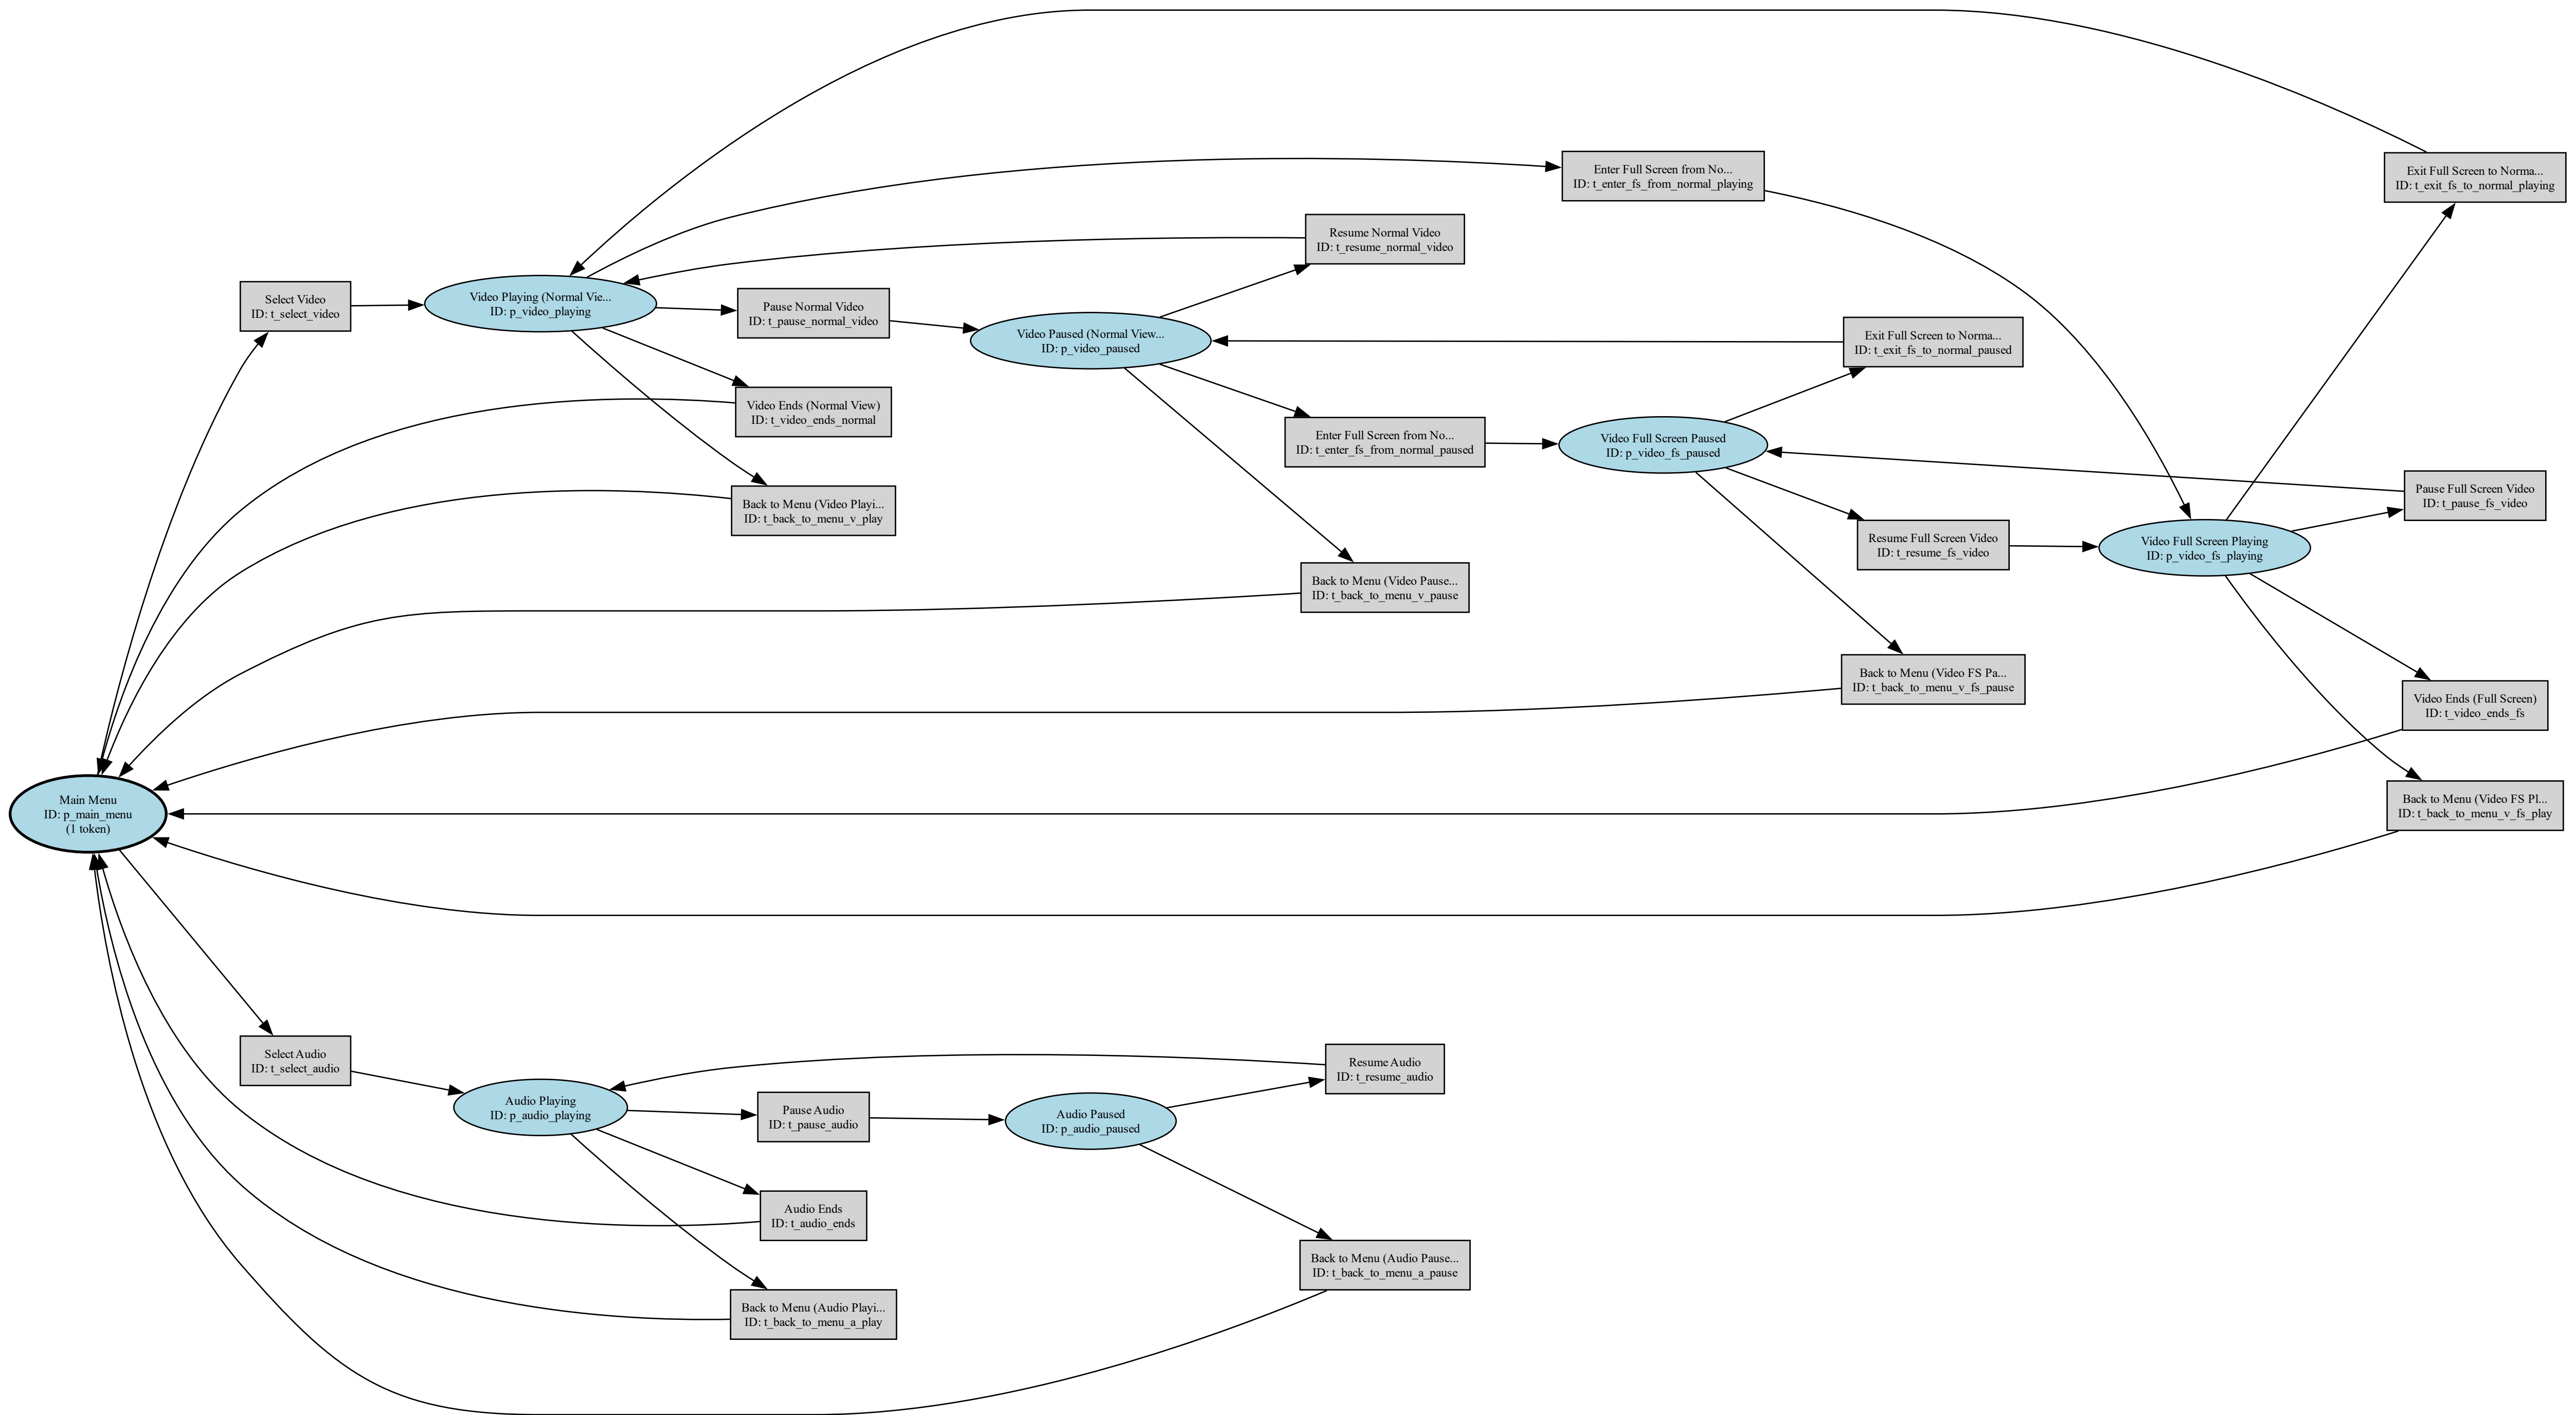 Enter Full Screen from No...
ID: t_enter_fs_from_normal_playing
Exit Full Screen to Norma...
ID: t_exit_fs_to_normal_playing
Resume Normal Video
ID: t_resume_normal_video
Select Video
ID: t_select_video
Video Playing (Normal Vie...
ID: p_video_playing
Pause Normal Video
ID: t_pause_normal_video
Video Paused (Normal View...
ID: p_video_paused
Exit Full Screen to Norma...
ID: t_exit_fs_to_normal_paused
Video Ends (Normal View)
ID: t_video_ends_normal
Enter Full Screen from No...
ID: t_enter_fs_from_normal_paused
Video Full Screen Paused
ID: p_video_fs_paused
Pause Full Screen Video
ID: t_pause_fs_video
Back to Menu (Video Playi...
ID: t_back_to_menu_v_play
Resume Full Screen Video
ID: t_resume_fs_video
Video Full Screen Playing
ID: p_video_fs_playing
Back to Menu (Video Pause...
ID: t_back_to_menu_v_pause
Back to Menu (Video FS Pa...
ID: t_back_to_menu_v_fs_pause
Video Ends (Full Screen)
ID: t_video_ends_fs
Main Menu
ID: p_main_menu
(1 token)
Back to Menu (Video FS Pl...
ID: t_back_to_menu_v_fs_play
Select Audio
ID: t_select_audio
Resume Audio
ID: t_resume_audio
Audio Playing
ID: p_audio_playing
Pause Audio
ID: t_pause_audio
Audio Paused
ID: p_audio_paused
Audio Ends
ID: t_audio_ends
Back to Menu (Audio Pause...
ID: t_back_to_menu_a_pause
Back to Menu (Audio Playi...
ID: t_back_to_menu_a_play